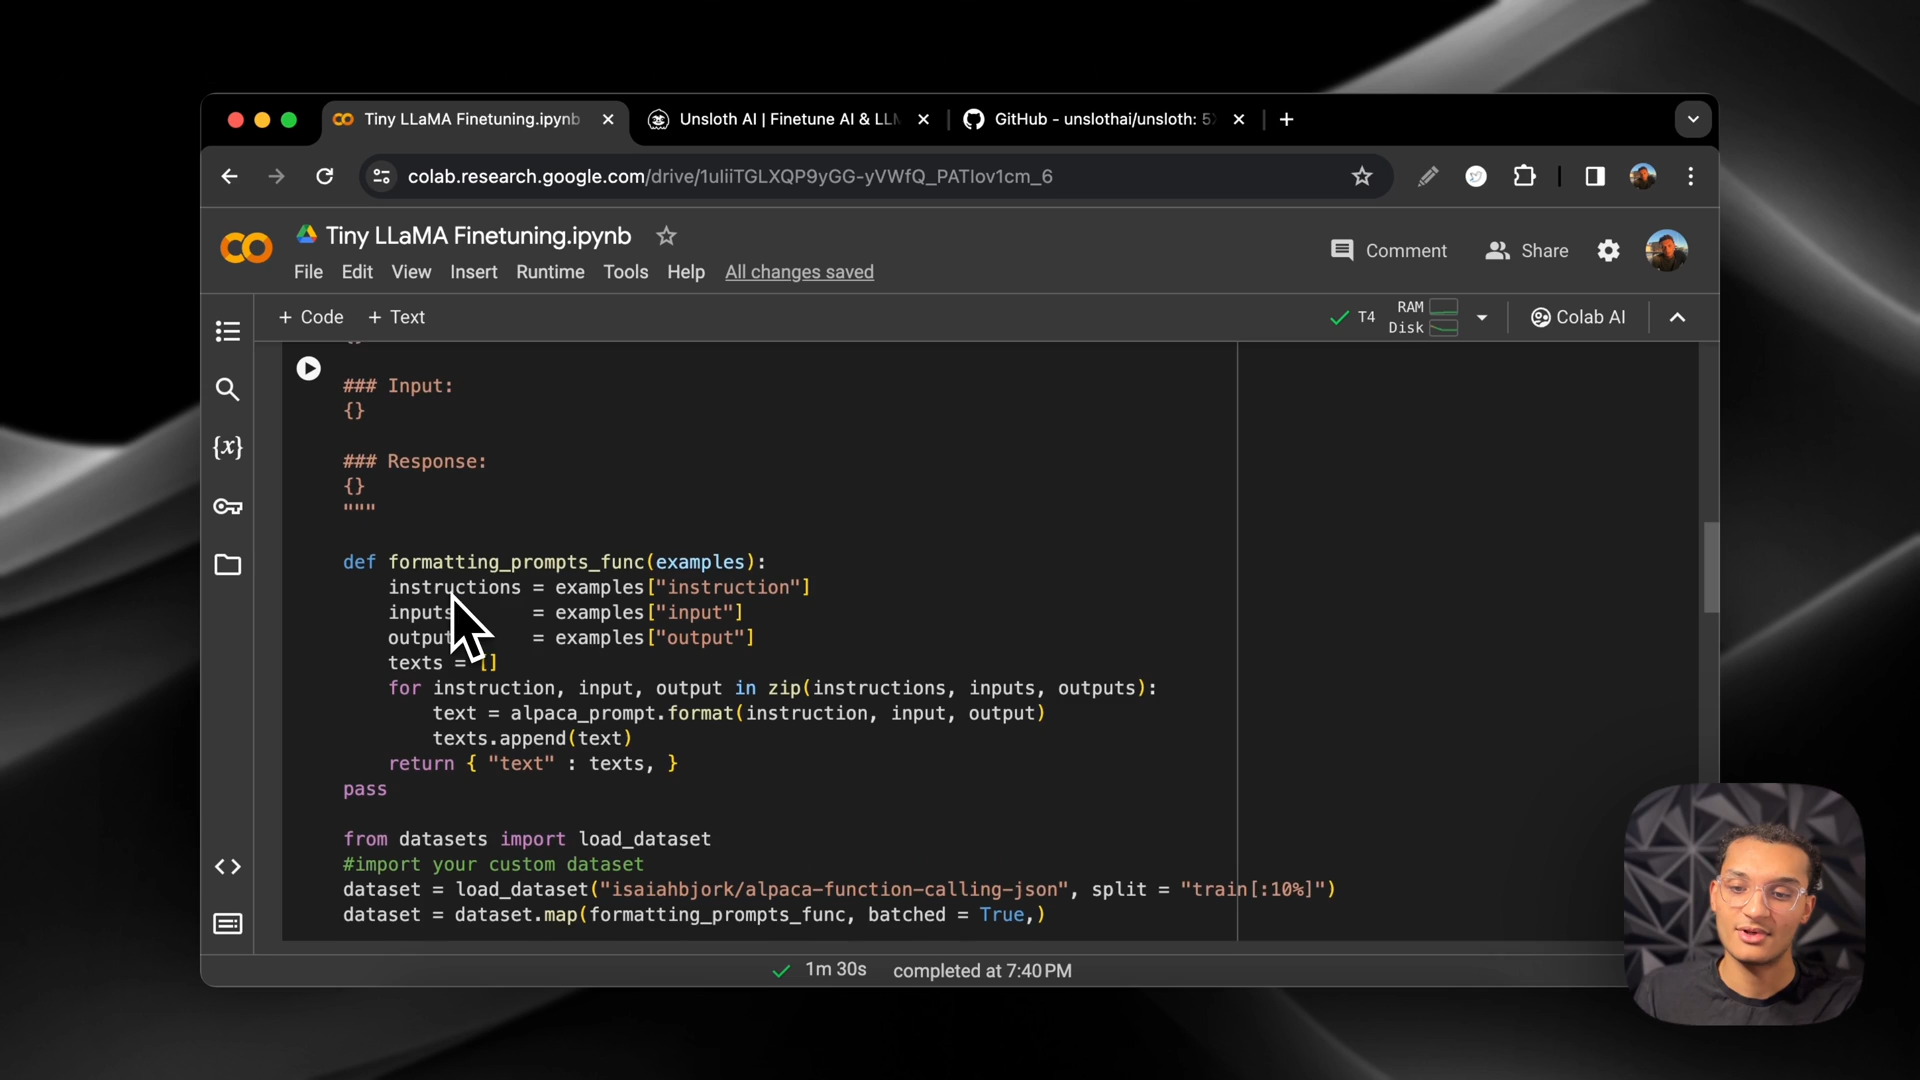 Tiny LLaMA Finetuning.ipynb
Unsloth AI | Finetune AI & LLM
GitHub - unslothai/unsloth: 5X
colab.research.google.com/drive/1uIiiTGLXQP9yGG-yVWfQ_PATIov1cm_6
Tiny LLaMA Finetuning.ipynb
Comment
Share
File Edit View Insert Runtime Tools Help All changes saved
+ Code + Text
T4
RAM
Disk
Colab AI
{x}
### Input:
{}
### Response:
{}
"""
def formatting_prompts_func(examples):
instructions = examples["instruction"]
inputs = examples["input"]
output = examples["output"]
texts = []
for instruction, input, output in zip(instructions, inputs, outputs):
text = alpaca_prompt.format(instruction, input, output)
texts.append(text)
return { "text" : texts, }
pass
from datasets import load_dataset
#import your custom dataset
dataset = load_dataset("isaiahbjork/alpaca-function-calling-json", split = "train[:10%]")
dataset = dataset.map(formatting_prompts_func, batched = True,)
1m 30s completed at 7:40 PM